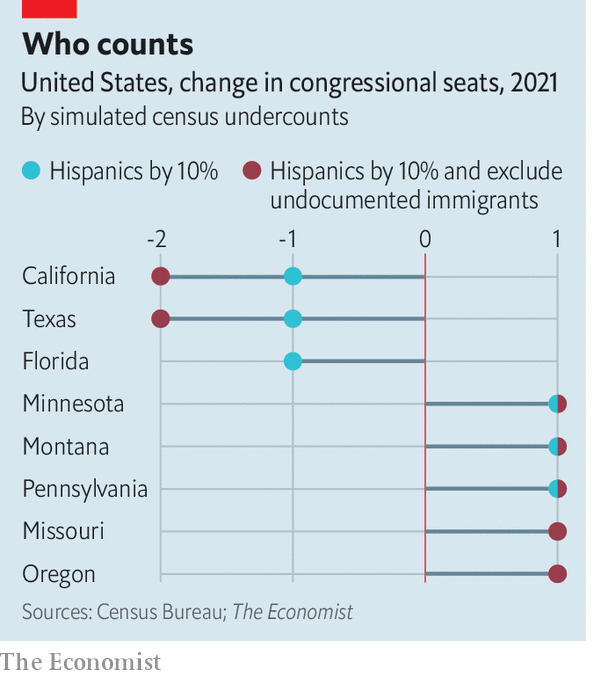 Who counts
United States, change in congressional seats, 2021
By simulated census undercounts
Hispanics by 10%
Hispanics by 10% and exclude
undocumented immigrants
-2 -1 0 1
California
Texas
Florida
Minnesota
Montana
Pennsylvania
Missouri
Oregon
Sources: Census Bureau; The Economist
The Economist